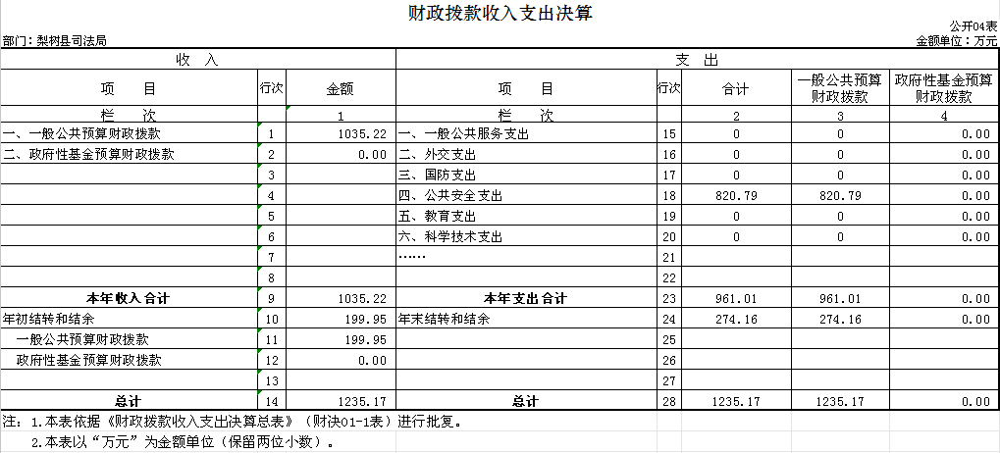 财政拨款收入支出决算
公开04表
部门：梨树县司法局 金额单位：万元
收 入 支 出
项 目 行次 金额 项 目 行次 合计 一般公共预算财政拨款 政府性基金预算财政拨款
栏 次 1 栏 次 2 3 4
一、一般公共预算财政拨款 1 1035.22 一、一般公共服务支出 15 0 0 0.00
二、政府性基金预算财政拨款 2 0.00 二、外交支出 16 0 0 0.00
3 三、国防支出 17 0 0 0.00
4 四、公共安全支出 18 820.79 820.79 0.00
5 五、教育支出 19 0 0 0.00
6 六、科学技术支出 20 0 0 0.00
7 …… 21
8 22
本年收入合计 9 1035.22 本年支出合计 23 961.01 961.01 0.00
年初结转和结余 10 199.95 年末结转和结余 24 274.16 274.16 0.00
一般公共预算财政拨款 11 199.95 25
政府性基金预算财政拨款 12 0.00 26
13 27
总计 14 1235.17 总计 28 1235.17 1235.17 0.00
注：1.本表依据《财政拨款收入支出决算总表》（财决01-1表）进行批复。
2.本表以“万元”为金额单位（保留两位小数）。